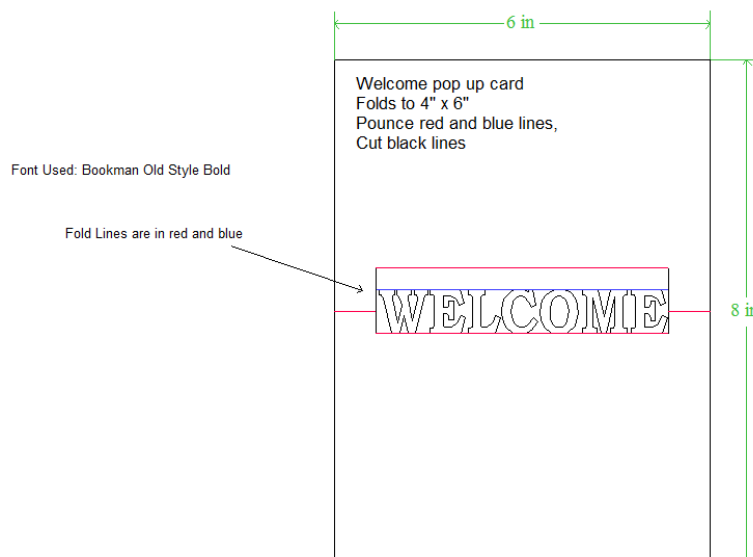 6 in
Welcome pop up card
Folds to 4" x 6"
Pounce red and blue lines,
Cut black lines
Font Used: Bookman Old Style Bold
Fold Lines are in red and blue
WELCOME
8 in